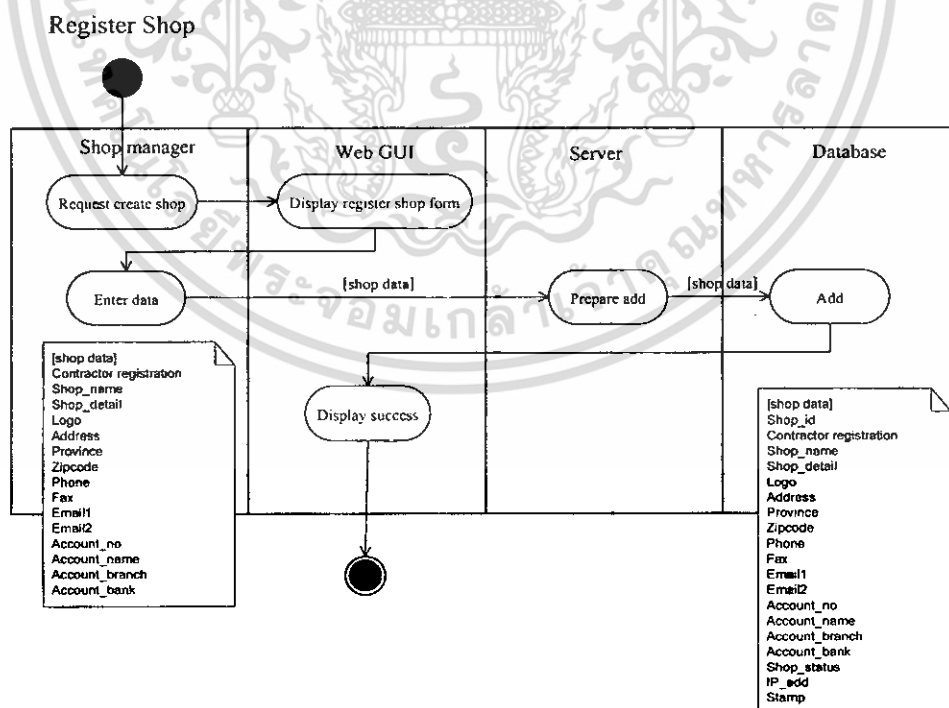 Register Shop
Shop manager
Web GUI
Server
Database
Request create shop
Display register shop form
Enter data
[shop data]
Prepare add
[shop data]
Add
Display success
[shop data]
Contractor registration
Shop_name
Shop_detail
Logo
Address
Province
Zipcode
Phone
Fax
Email1
Email2
Account_no
Account_name
Account_branch
Account_bank
[shop data]
Shop_id
Contractor registration
Shop_name
Shop_detail
Logo
Address
Province
Zipcode
Phone
Fax
Email1
Email2
Account_no
Account_name
Account_branch
Account_bank
Shop_status
IP_add
Stamp